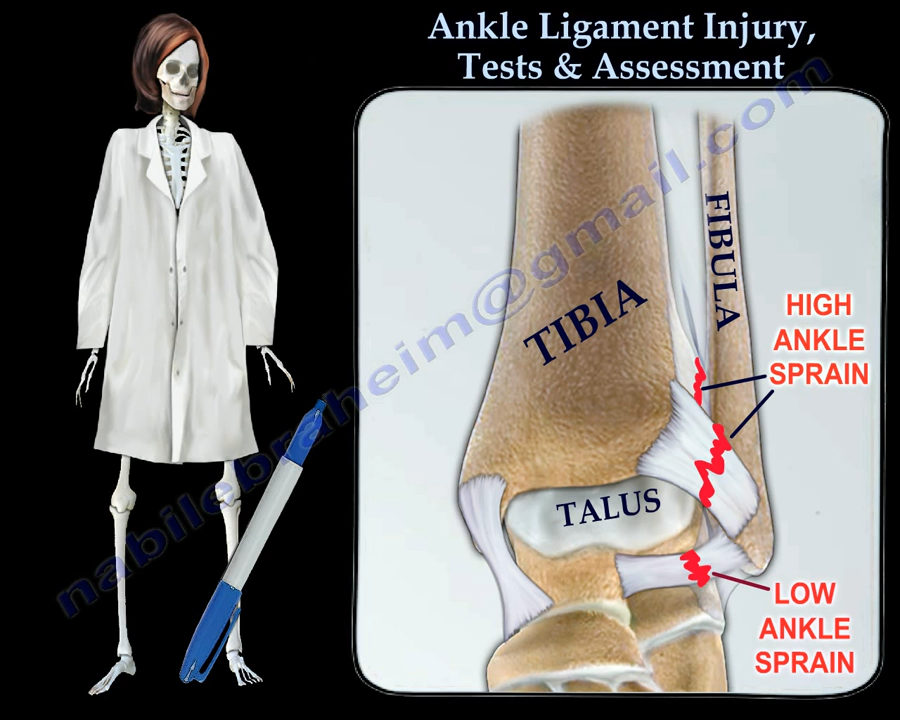 Ankle Ligament Injury,
Tests & Assessment
nabilebraheim@gmail.com
TIBIA
FIBULA
HIGH
ANKLE
SPRAIN
TALUS
LOW
ANKLE
SPRAIN